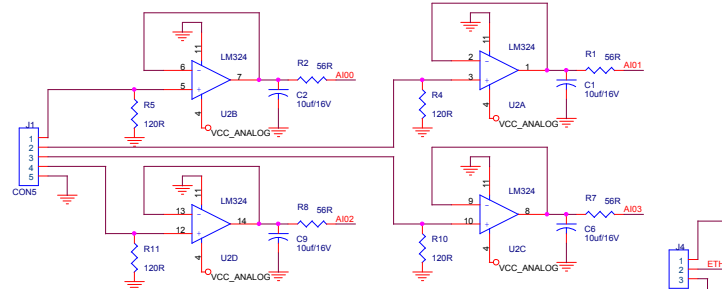 11
LM324
6
5
7
4
U2B
VCC_ANALOG
R2
56R
AI00
C2
10uf/16V
R5
120R
11
LM324
2
3
1
4
U2A
VCC_ANALOG
R1
56R
AI01
C1
10uf/16V
R4
120R
J1
1
2
3
4
5
CON5
11
LM324
13
12
14
4
U2D
VCC_ANALOG
R8
56R
AI02
C9
10uf/16V
R11
120R
11
LM324
9
10
8
4
U2C
VCC_ANALOG
R7
56R
AI03
C6
10uf/16V
R10
120R
J4
1
2
3
ETH